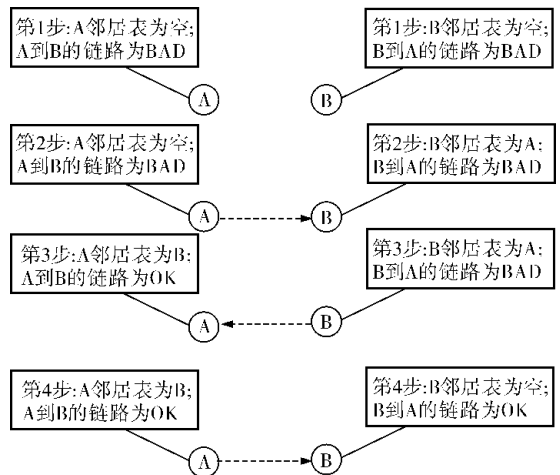 第1步:A邻居表为空;
A到B的链路为BAD
第1步:B邻居表为空;
B到A的链路为BAD
A
B
第2步:A邻居表为空;
A到B的链路为BAD
第2步:B邻居表为A;
B到A的链路为BAD
A
B
第3步:A邻居表为B;
A到B的链路为OK
第3步:B邻居表为A;
B到A的链路为BAD
A
B
第4步:A邻居表为B;
A到B的链路为OK
第4步:B邻居表为空;
B到A的链路为OK
A
B